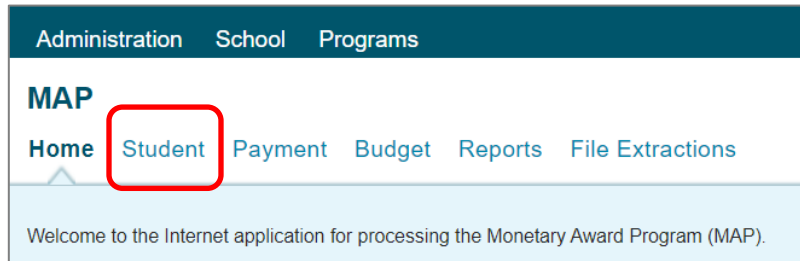 Administration School Programs
MAP
Home Student Payment Budget Reports File Extractions
Welcome to the Internet application for processing the Monetary Award Program (MAP).